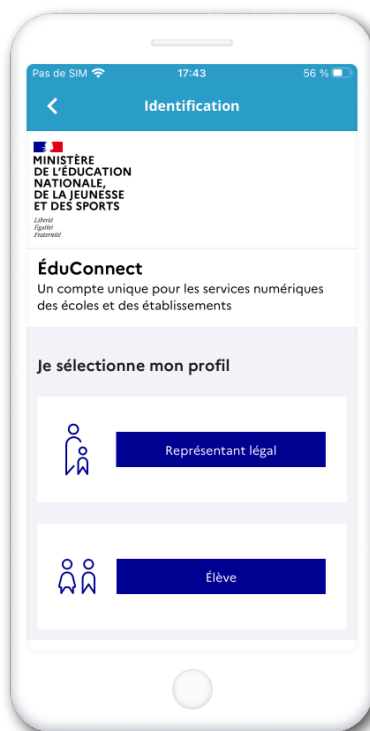 Pas de SIM 17:43 56 %
Identification
MINISTÈRE
DE L'ÉDUCATION
NATIONALE,
DE LA JEUNESSE
ET DES SPORTS
Liberté
Égalité
Fraternité
ÉduConnect
Un compte unique pour les services numériques
des écoles et des établissements
Je sélectionne mon profil
Représentant légal
Élève